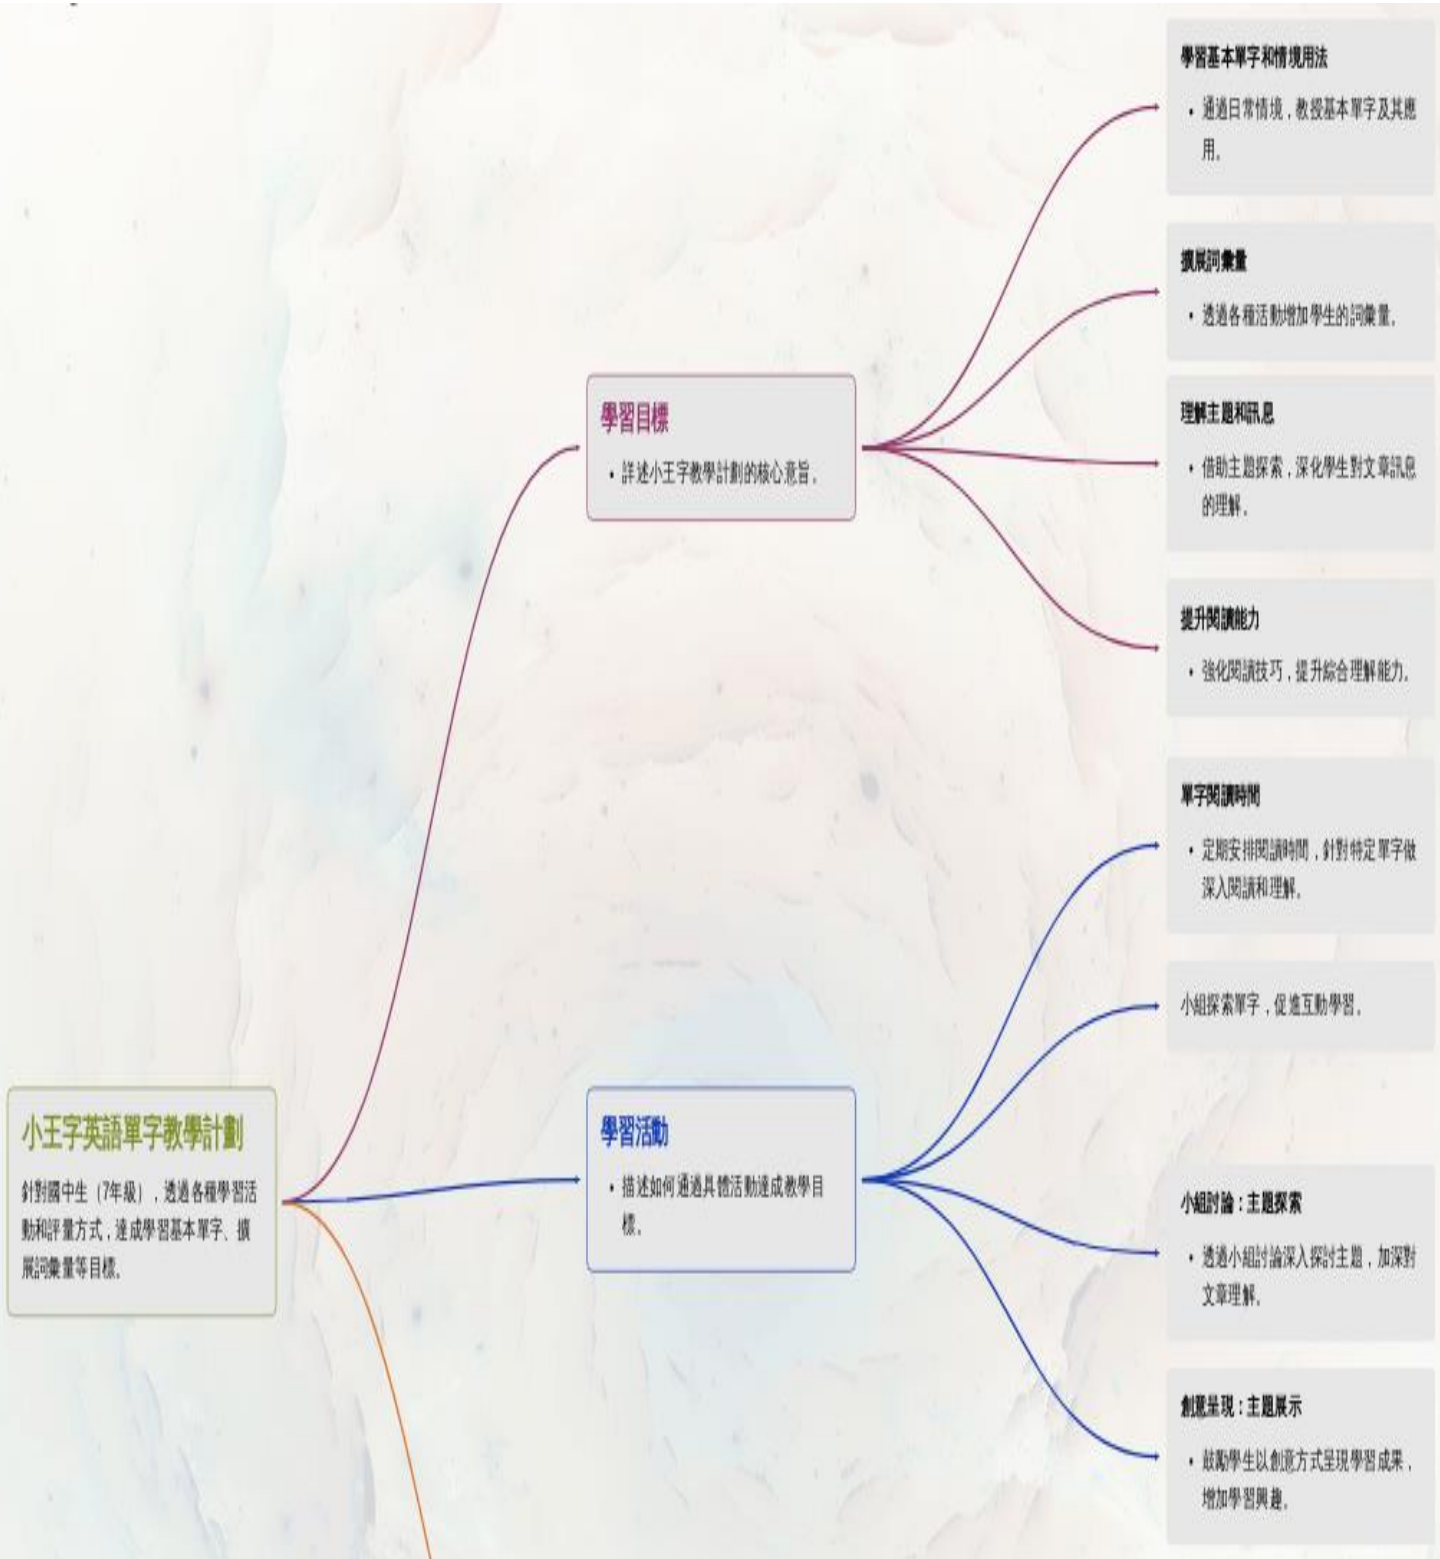 小王字英語單字教學計劃
針對國中生（7年級），透過各種學習活
動和評量方式，達成學習基本單字、擴
展詞彙量等目標。
學習目標
• 詳述小王字教學計劃的核心意旨。
學習基本單字和情境用法
• 通過日常情境，教授基本單字及其應
用。
擴展詞彙量
• 透過各種活動增加學生的詞彙量。
理解主題和訊息
• 借助主題探索，深化學生對文章訊息
的理解。
提升閱讀能力
• 強化閱讀技巧，提升綜合理解能力。
學習活動
• 描述如何通過具體活動達成教學目
標。
單字閱讀時間
• 定期安排閱讀時間，針對特定單字做
深入閱讀和理解。
小組探索單字，促進互動學習。
小組討論：主題探索
• 透過小組討論深入探討主題，加深對
文章理解。
創意呈現：主題展示
• 鼓勵學生以創意方式呈現學習成果，
增加學習興趣。